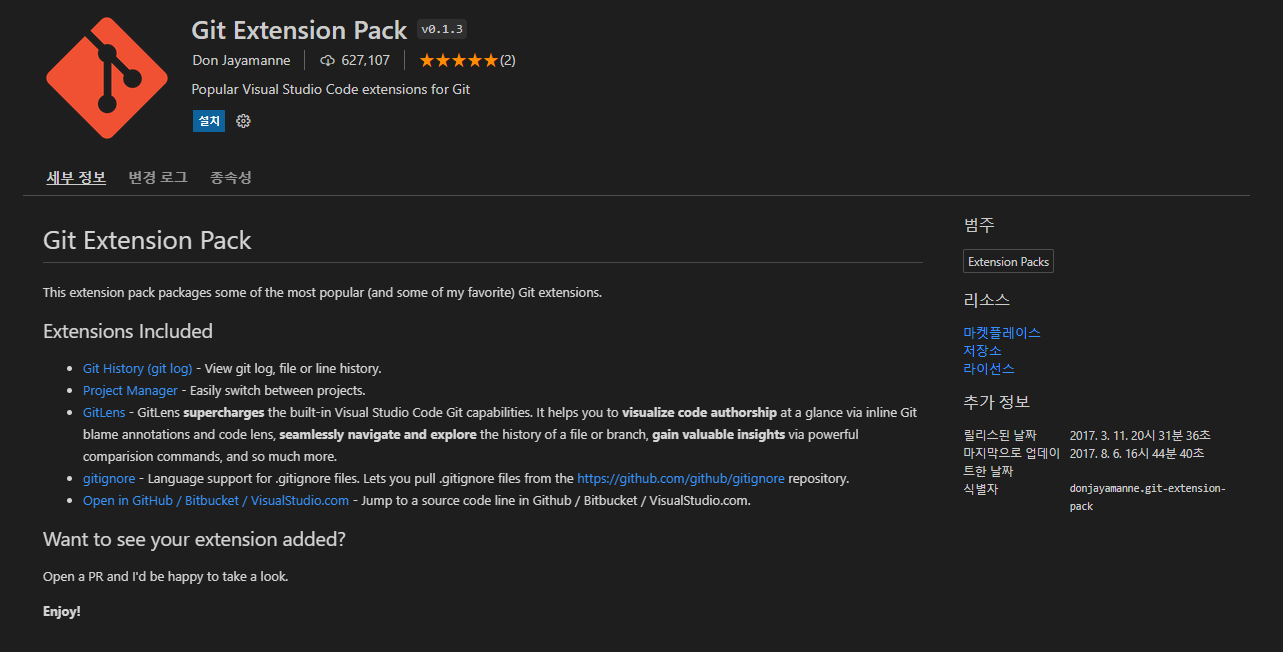 Git Extension Pack v0.1.3
Don Jayamanne 627,107 (2)
Popular Visual Studio Code extensions for Git
설치
세부 정보 변경 로그 종속성
Git Extension Pack
This extension pack packages some of the most popular (and some of my favorite) Git extensions.
Extensions Included
• Git History (git log) - View git log, file or line history.
• Project Manager - Easily switch between projects.
• GitLens - GitLens supercharges the built-in Visual Studio Code Git capabilities. It helps you to visualize code authorship at a glance via inline Git
blame annotations and code lens, seamlessly navigate and explore the history of a file or branch, gain valuable insights via powerful
comparision commands, and so much more.
• gitignore - Language support for .gitignore files. Lets you pull .gitignore files from the https://github.com/github/gitignore repository.
• Open in GitHub / Bitbucket / VisualStudio.com - Jump to a source code line in Github / Bitbucket / VisualStudio.com.
Want to see your extension added?
Open a PR and I'd be happy to take a look.
Enjoy!
범주
Extension Packs
리소스
마켓플레이스
저장소
라이선스
추가 정보
릴리스된 날짜 2017. 3. 11. 20시 31분 36초
마지막으로 업데이 2017. 8. 6. 16시 44분 40초
트한 날짜
식별자 donjayamanne.git-extension-
pack